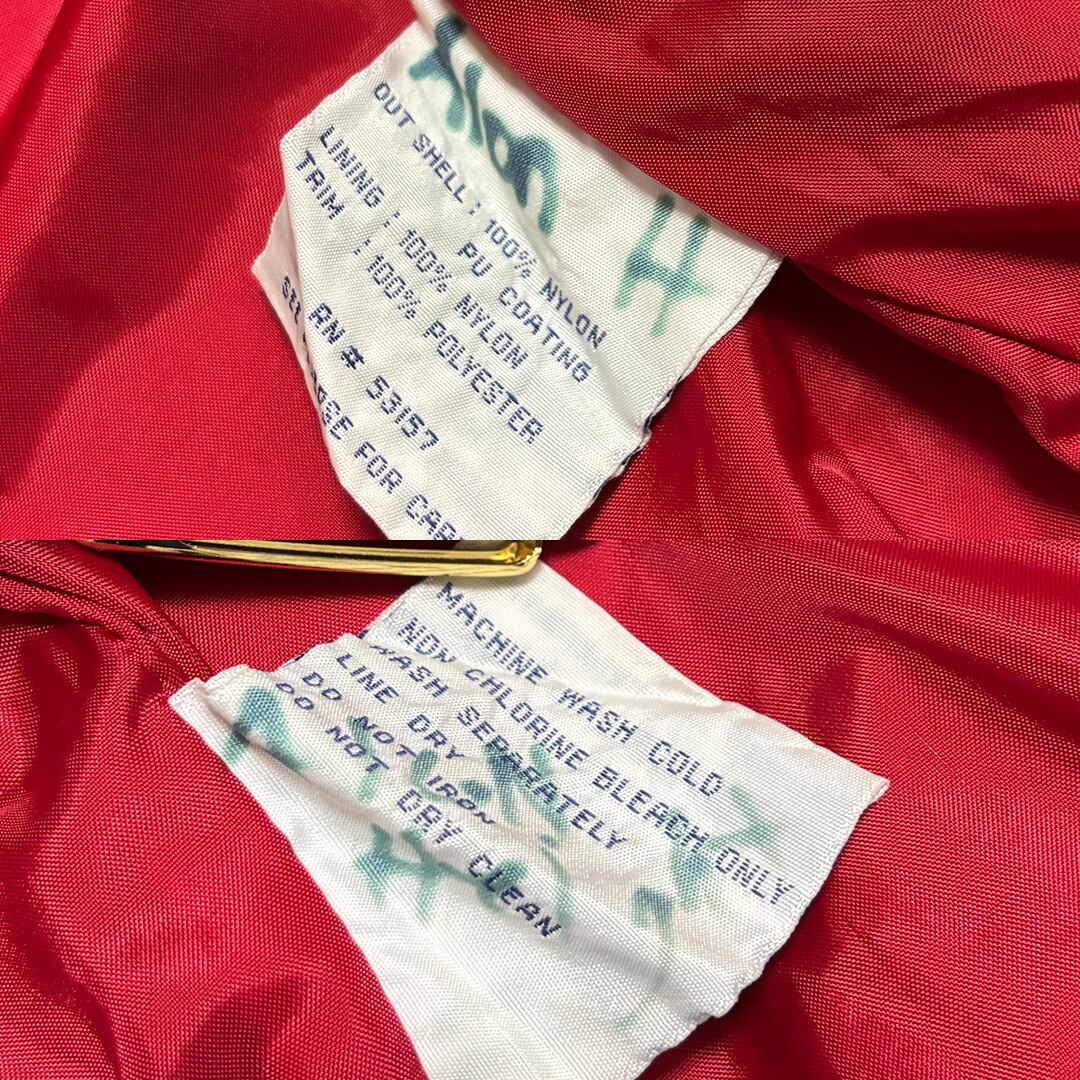 OUT SHELL : 100% NYLON
PU COATING
LINING : 100% NYLON
TRIM : 100% POLYESTER
RN # 53157
FOR
MACHINE WASH COLD
NON CHLORINE BLEACH ONLY
WASH SEPARATELY
LINE DRY
DO NOT IRON
DO NOT DRY CLEAN